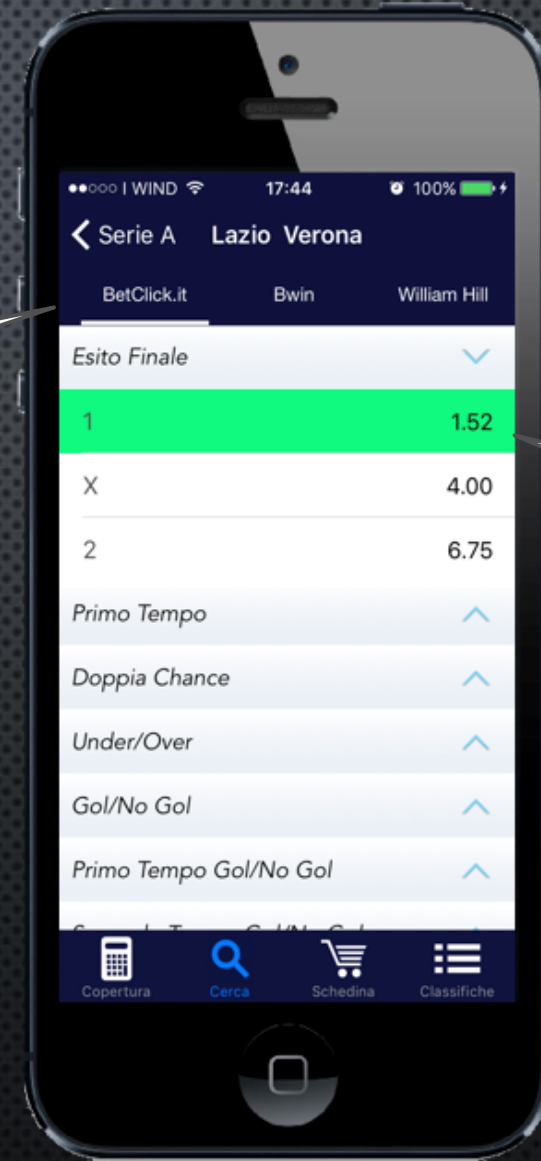 I WIND 17:44 100%
Serie A Lazio Verona
BetClick.it Bwin William Hill
Esito Finale
1 1.52
X 4.00
2 6.75
Primo Tempo
Doppia Chance
Under/Over
Gol/No Gol
Primo Tempo Gol/No Gol
Copertura Cerca Schedina Classifiche